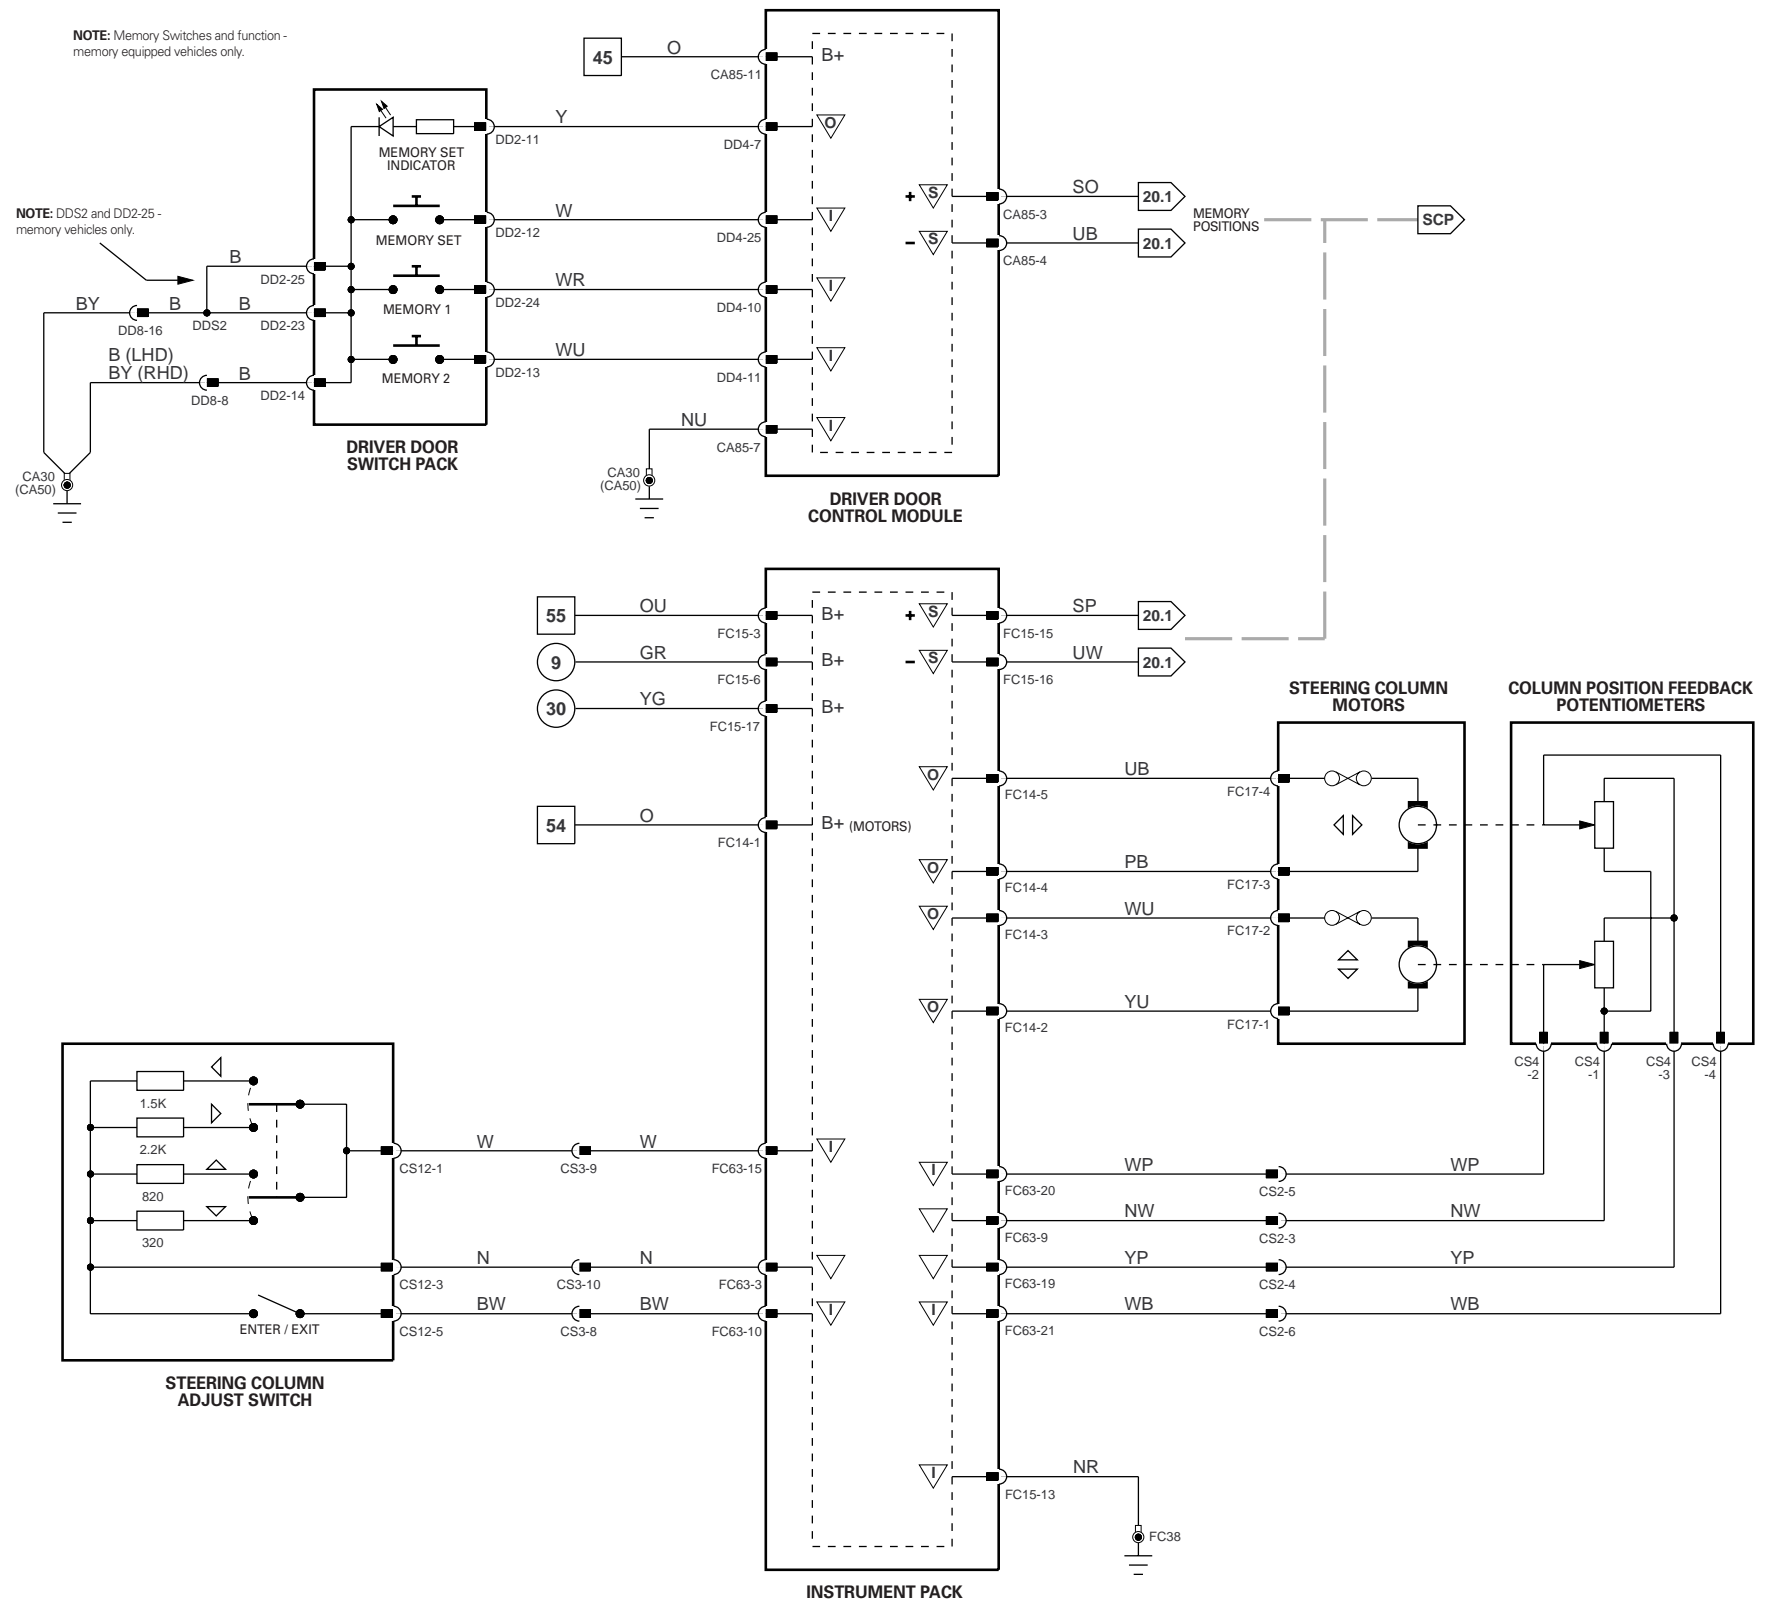 NOTE: Memory Switches and function -
memory equipped vehicles only.
45
O
CA85-11
B+
Y
DD2-11
DD4-7
O
MEMORY SET
INDICATOR
NOTE: DDS2 and DD2-25 -
memory vehicles only.
W
DD2-12
DD4-25
I
MEMORY SET
+
S
SO
CA85-3
20.1
MEMORY
POSITIONS
SCP
–
S
UB
CA85-4
20.1
B
DD2-25
WR
DD2-24
DD4-10
I
MEMORY 1
BY
DD8-16
B
DDS2
B
DD2-23
B (LHD)
BY (RHD)
DD8-8
B
DD2-14
WU
DD2-13
DD4-11
I
MEMORY 2
NU
CA85-7
I
DRIVER DOOR
SWITCH PACK
CA30
(CA50)
CA30
(CA50)
DRIVER DOOR
CONTROL MODULE
55
OU
FC15-3
B+
+
S
SP
FC15-15
20.1
9
GR
FC15-6
B+
–
S
UW
FC15-16
20.1
30
YG
FC15-17
B+
STEERING COLUMN
MOTORS
COLUMN POSITION FEEDBACK
POTENTIOMETERS
O
UB
FC14-5
FC17-4
54
O
FC14-1
B+ (MOTORS)
O
PB
FC14-4
FC17-3
O
WU
FC14-3
FC17-2
O
YU
FC14-2
FC17-1
CS4
-2
CS4
-1
CS4
-3
CS4
-4
1.5K
2.2K
820
320
W
CS12-1
CS3-9
W
FC63-15
I
I
WP
FC63-20
CS2-5
WP
NW
FC63-9
CS2-3
NW
N
CS12-3
CS3-10
N
FC63-3
YP
FC63-19
CS2-4
YP
ENTER / EXIT
BW
CS12-5
CS3-8
BW
FC63-10
I
I
WB
FC63-21
CS2-6
WB
STEERING COLUMN
ADJUST SWITCH
I
NR
FC15-13
FC38
INSTRUMENT PACK